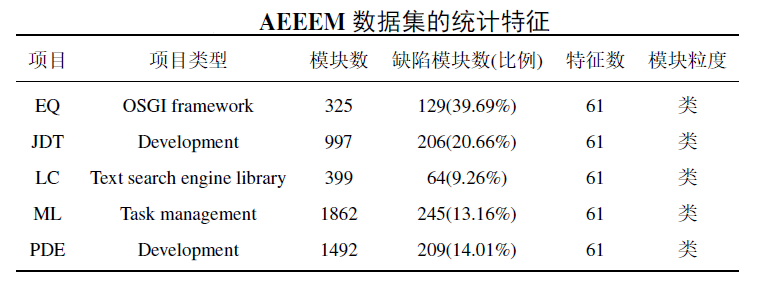 AEEEM 数据集的统计特征
项目 项目类型 模块数 缺陷模块数(比例) 特征数 模块粒度
EQ OSGI framework 325 129(39.69%) 61 类
JDT Development 997 206(20.66%) 61 类
LC Text search engine library 399 64(9.26%) 61 类
ML Task management 1862 245(13.16%) 61 类
PDE Development 1492 209(14.01%) 61 类